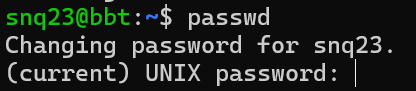 snq23@bbt:~$ passwd
Changing password for snq23.
(current) UNIX password: